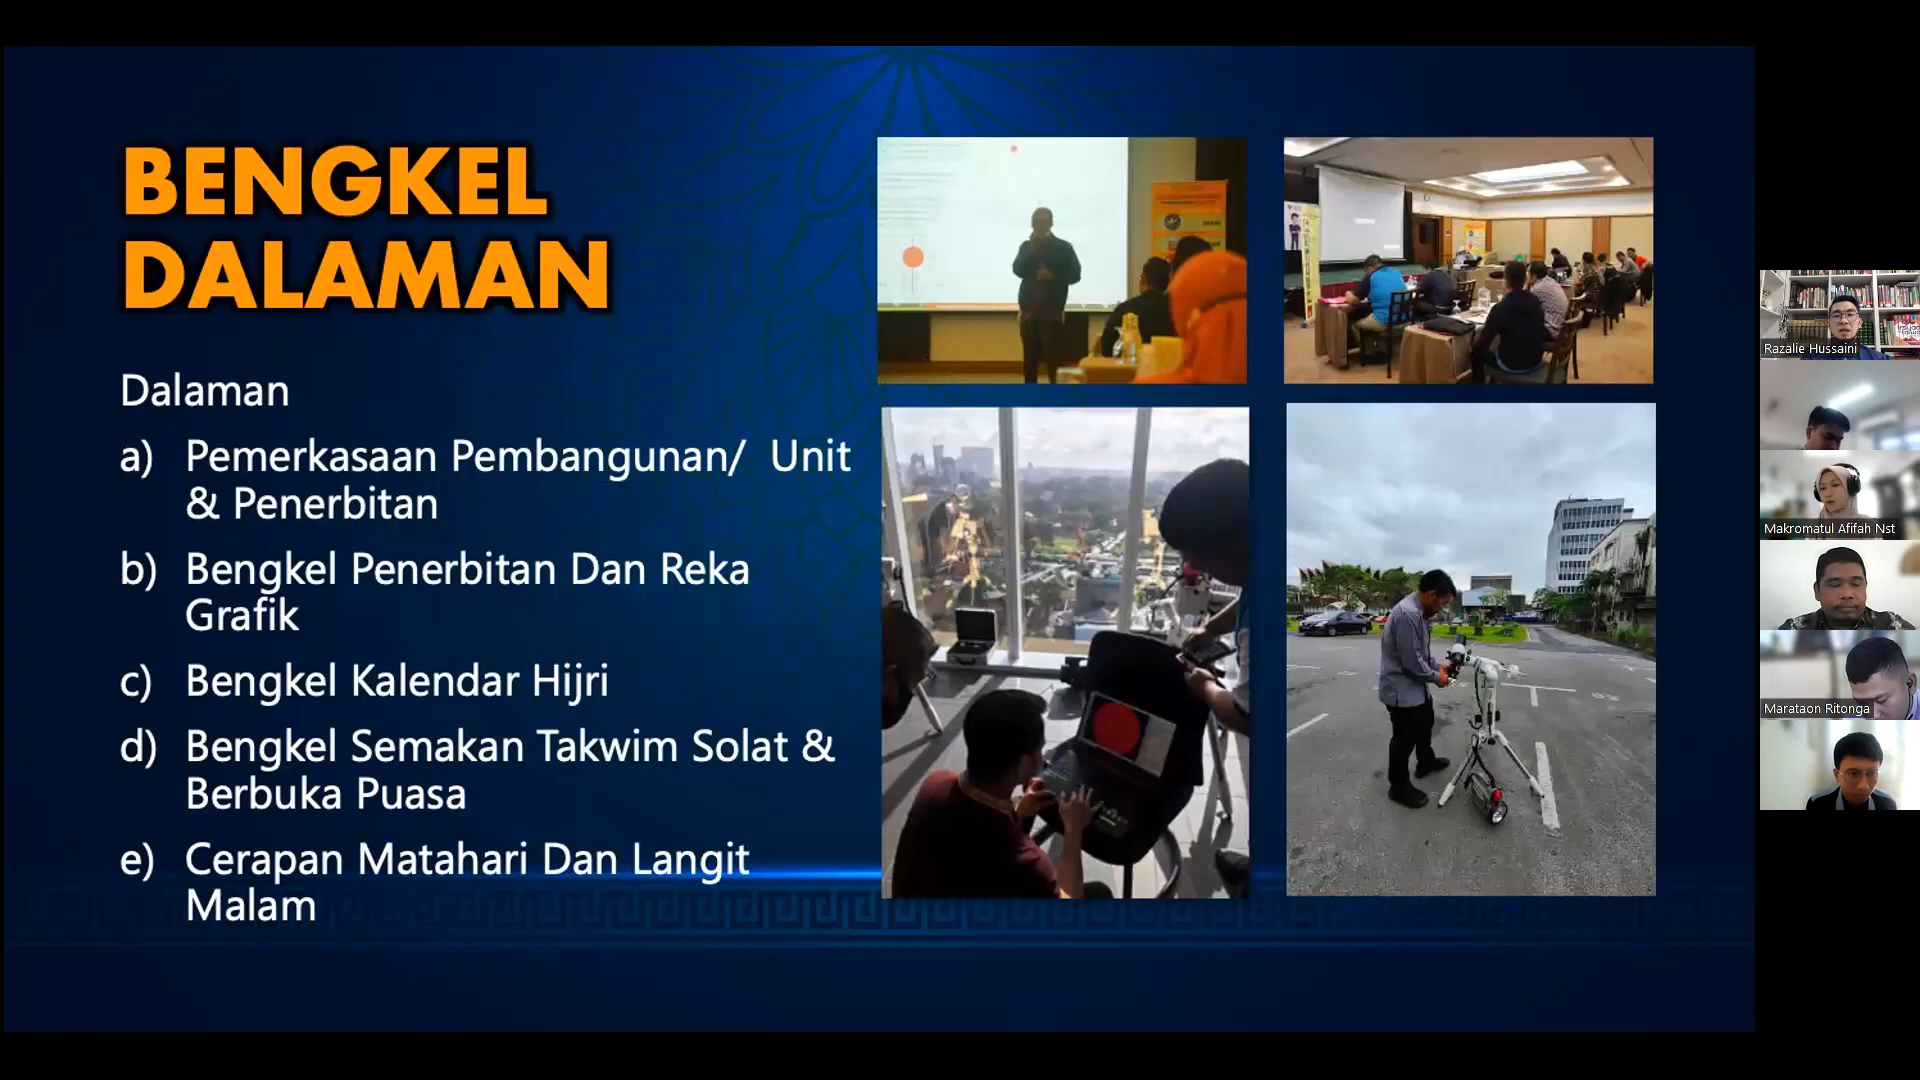 BENGKEL
DALAMAN
Dalaman
a) Pemerkasaan Pembangunan/ Unit
& Penerbitan
b) Bengkel Penerbitan Dan Reka
Grafik
c) Bengkel Kalendar Hijri
d) Bengkel Semakan Takwim Solat &
Berbuka Puasa
e) Cerapan Matahari Dan Langit
Malam
Razalie Hussaini
Makromatul Afifah Nst
Marataon Ritonga